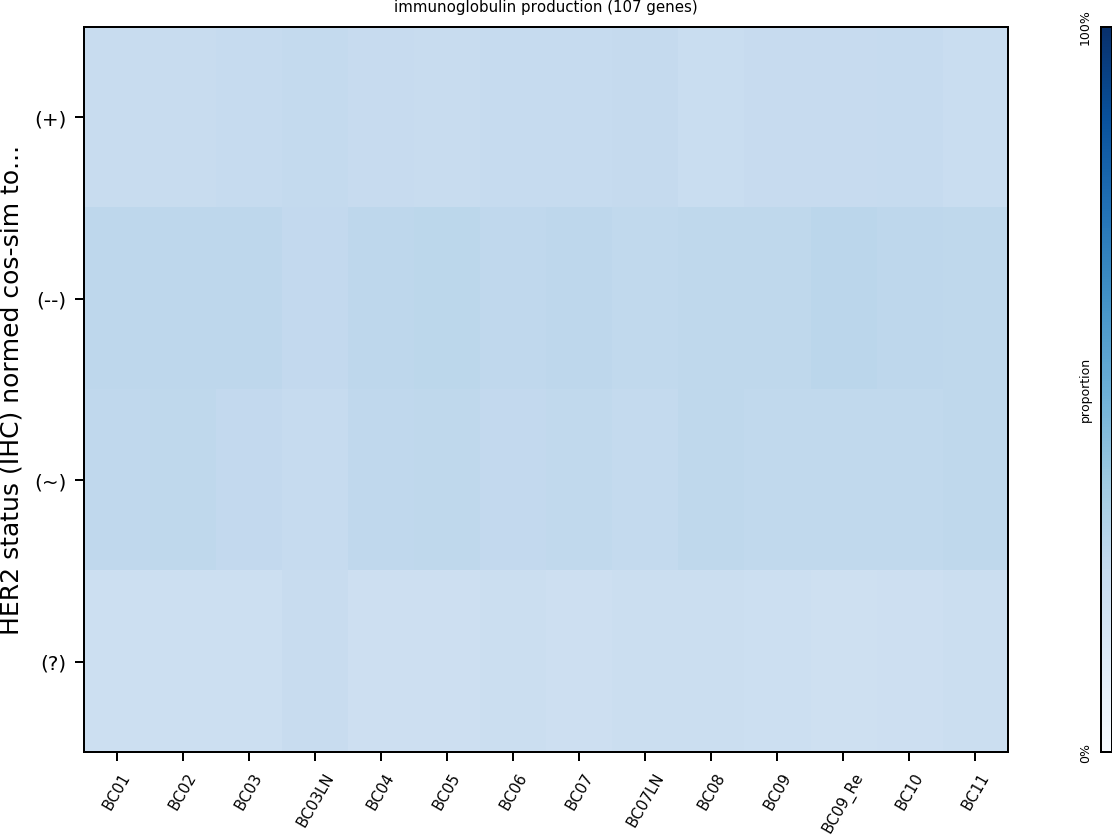 immunoglobulin production (107 genes)
HER2 status (IHC) normed cos-sim to...
(+)
(--)
(~)
(?)
BC01
BC02
BC03
BC03LN
BC04
BC05
BC06
BC07
BC07LN
BC08
BC09
BC09_Re
BC10
BC11
100%
proportion
0%